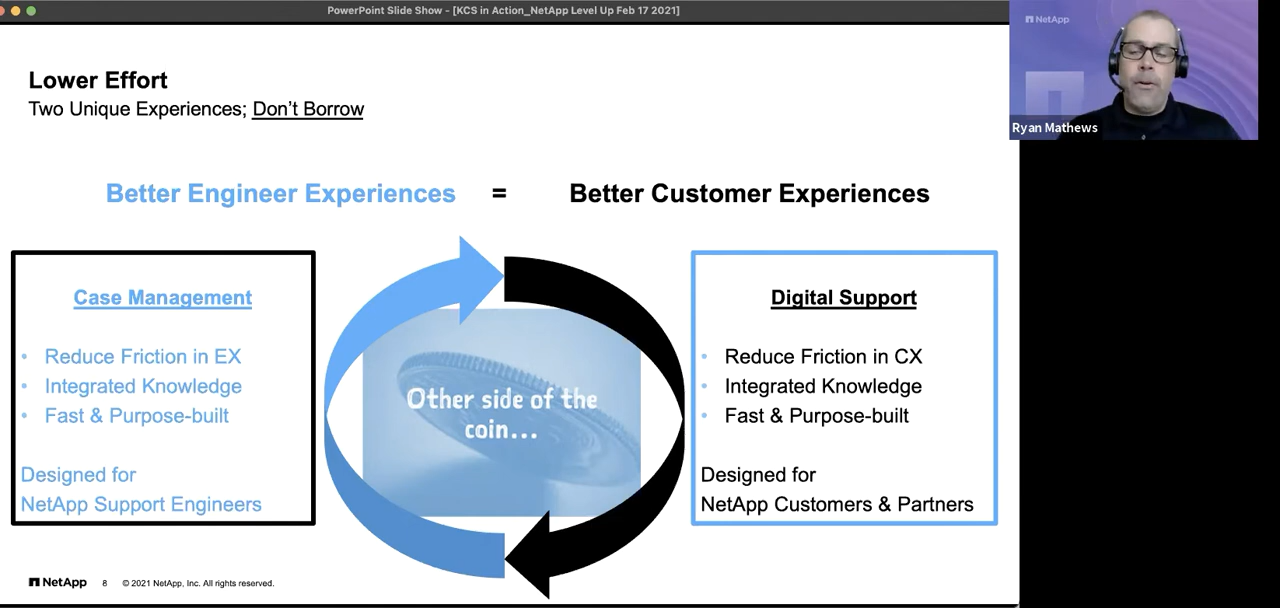 PowerPoint Slide Show - [KCS in Action_NetApp Level Up Feb 17 2021]
NetApp
Ryan Mathews
Lower Effort
Two Unique Experiences; Don't Borrow
Better Engineer Experiences = Better Customer Experiences
Case Management
• Reduce Friction in EX
• Integrated Knowledge
• Fast & Purpose-built
Designed for
NetApp Support Engineers
Other side of the
coin...
Digital Support
• Reduce Friction in CX
• Integrated Knowledge
• Fast & Purpose-built
Designed for
NetApp Customers & Partners
NetApp 8 © 2021 NetApp, Inc. All rights reserved.